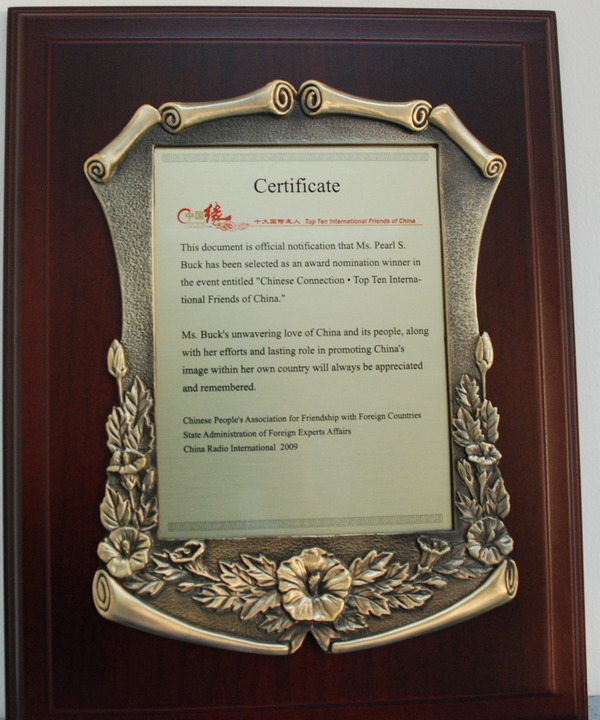 Certificate
中国缘
十大国际友人 Top Ten International Friends of China
This document is official notification that Ms. Pearl S.
Buck has been selected as an award nomination winner in
the event entitled "Chinese Connection • Top Ten Interna-
tional Friends of China."
Ms. Buck's unwavering love of China and its people, along
with her efforts and lasting role in promoting China's
image within her own country will always be appreciated
and remembered.
Chinese People's Association for Friendship with Foreign Countries
State Administration of Foreign Experts Affairs
China Radio International 2009